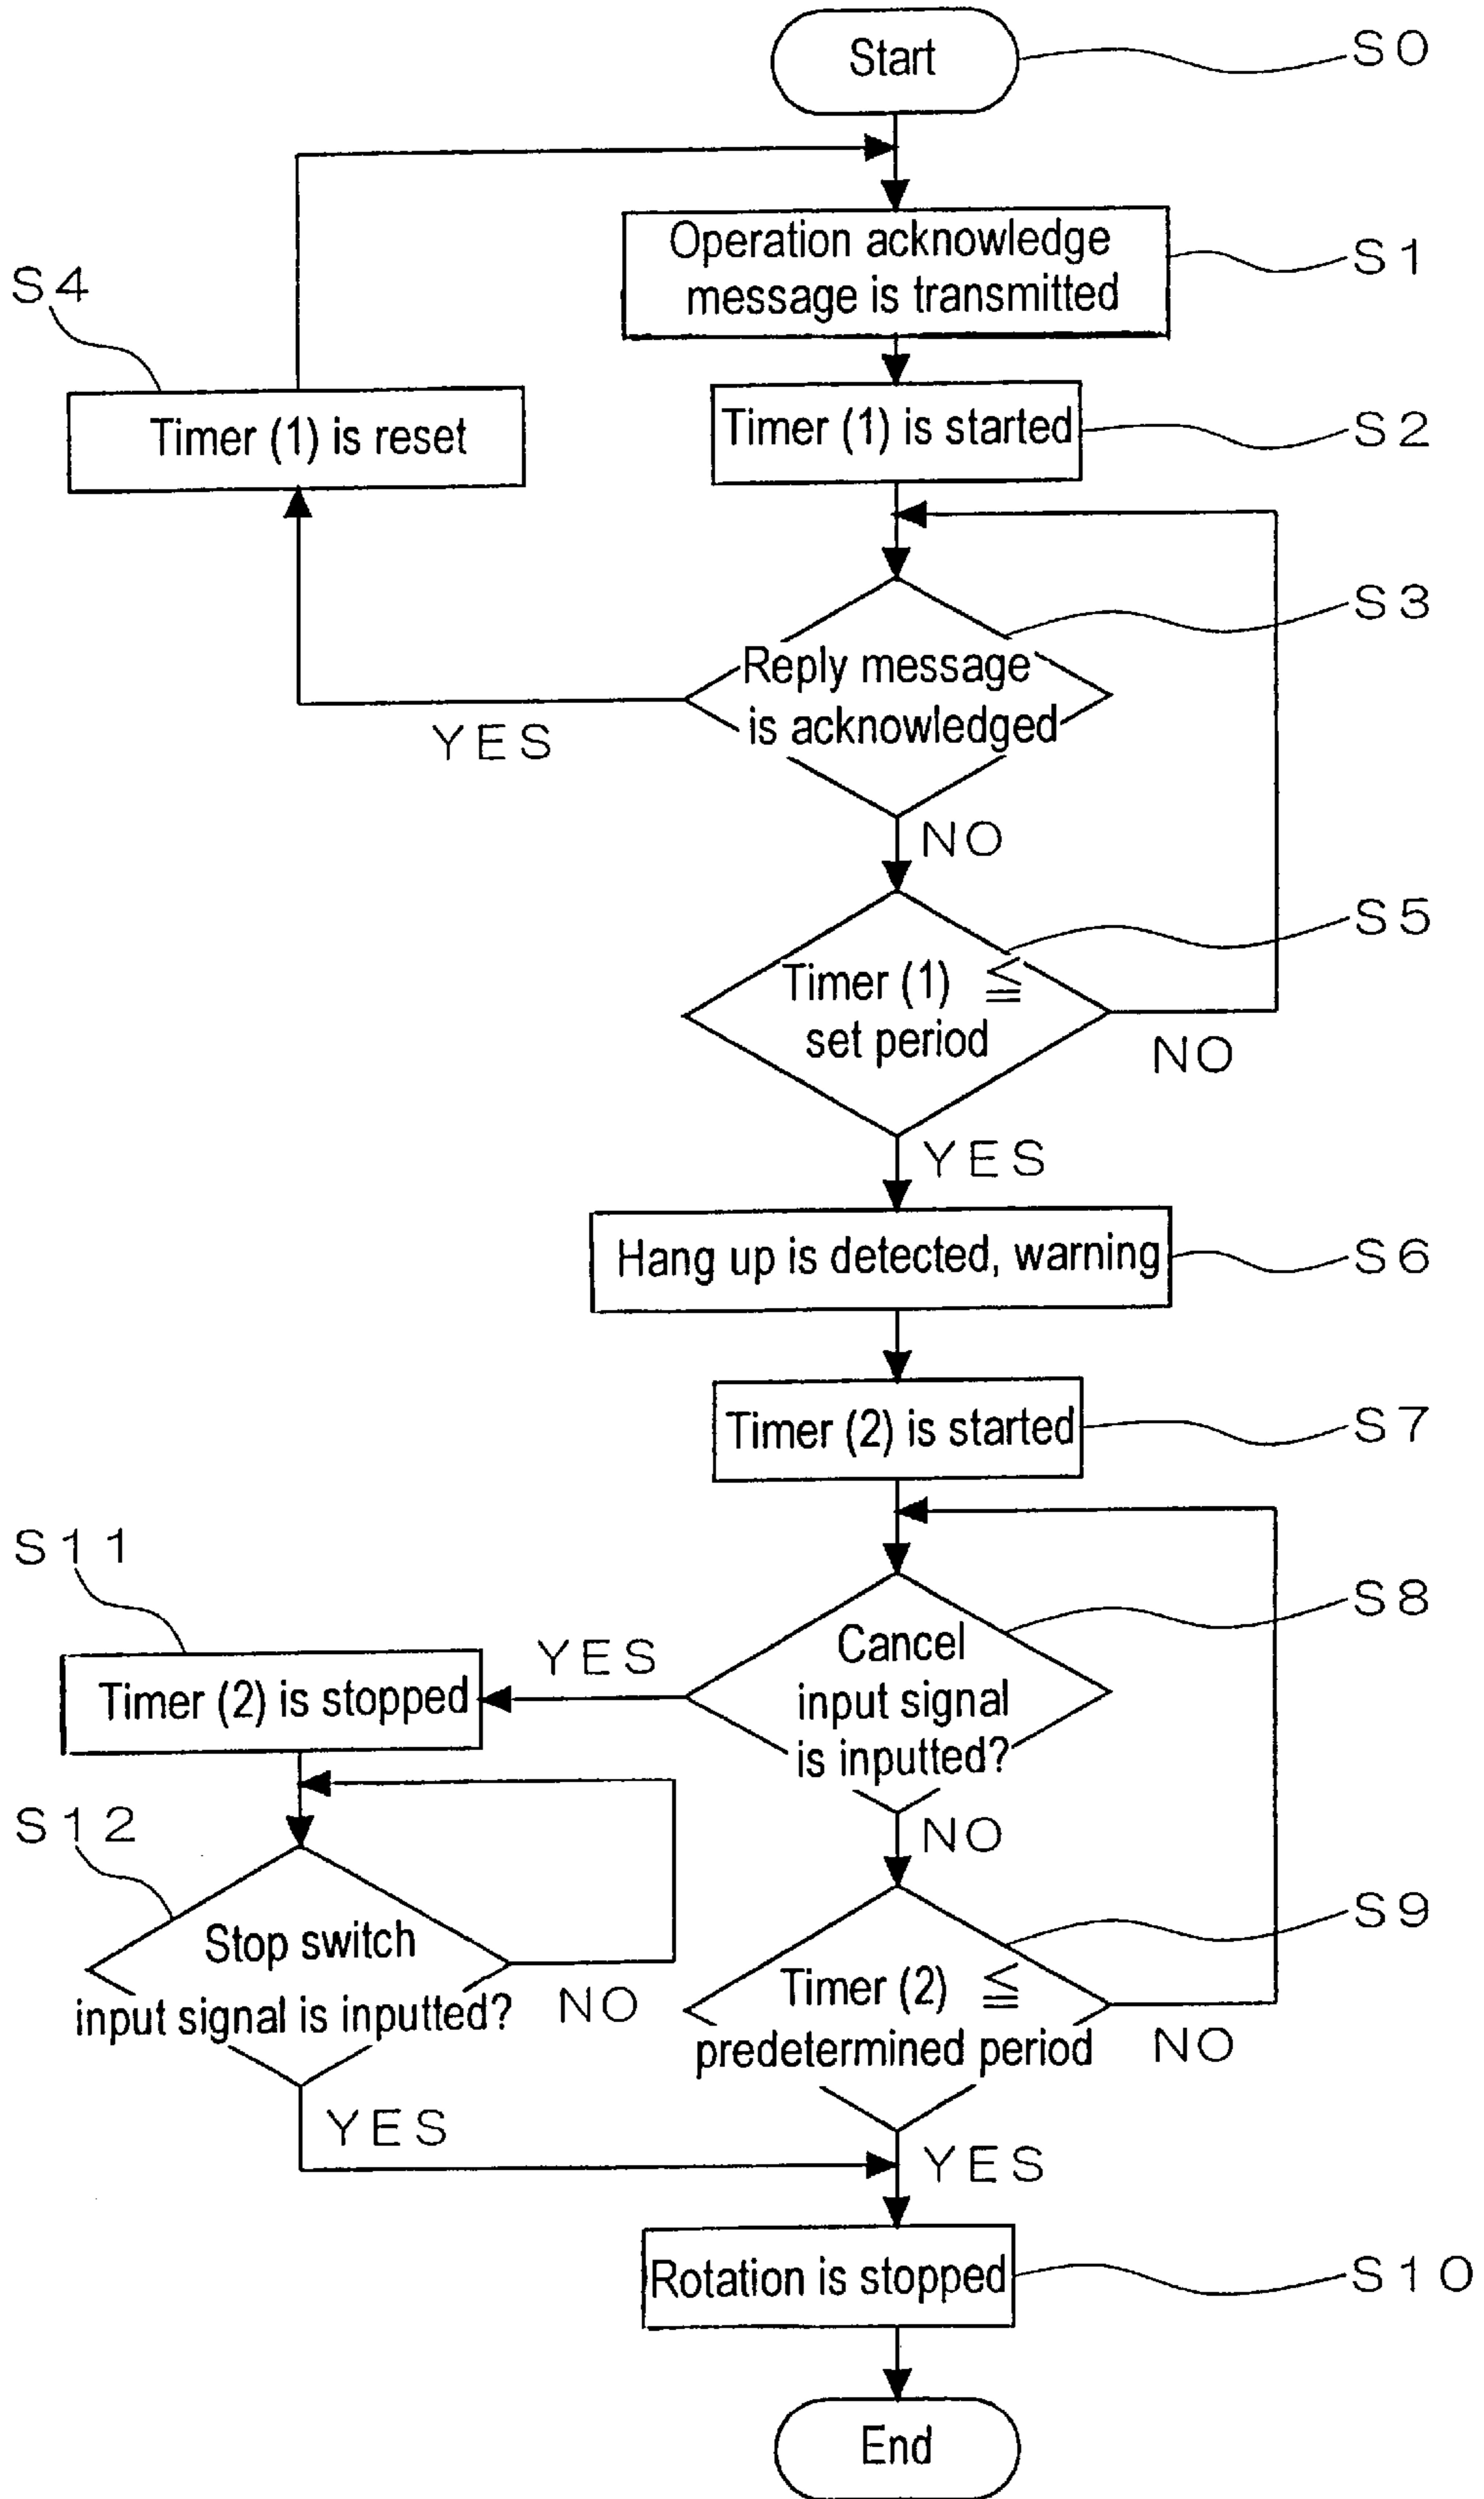 Start
S0
Operation acknowledge
message is transmitted
S1
S4
Timer (1) is reset
Timer (1) is started
S2
S3
Reply message
is acknowledged
YES
NO
S5
Timer (1) ≦
set period
NO
YES
Hang up is detected, warning
S6
Timer (2) is started
S7
S11
S8
Cancel
input signal
is inputted?
YES
Timer (2) is stopped
NO
S12
S9
Stop switch
input signal is inputted?
NO
Timer (2) ≦
predetermined period
NO
YES
YES
Rotation is stopped
S10
End